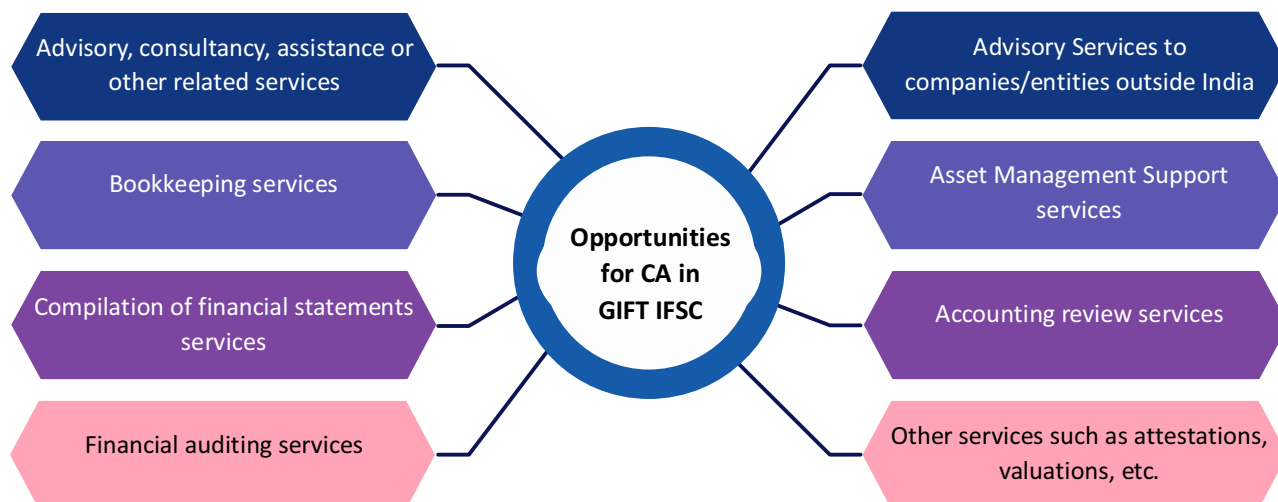 Advisory, consultancy, assistance or
other related services
Bookkeeping services
Compilation of financial statements
services
Financial auditing services
Opportunities
for CA in
GIFT IFSC
Advisory Services to
companies/entities outside India
Asset Management Support
services
Accounting review services
Other services such as attestations,
valuations, etc.